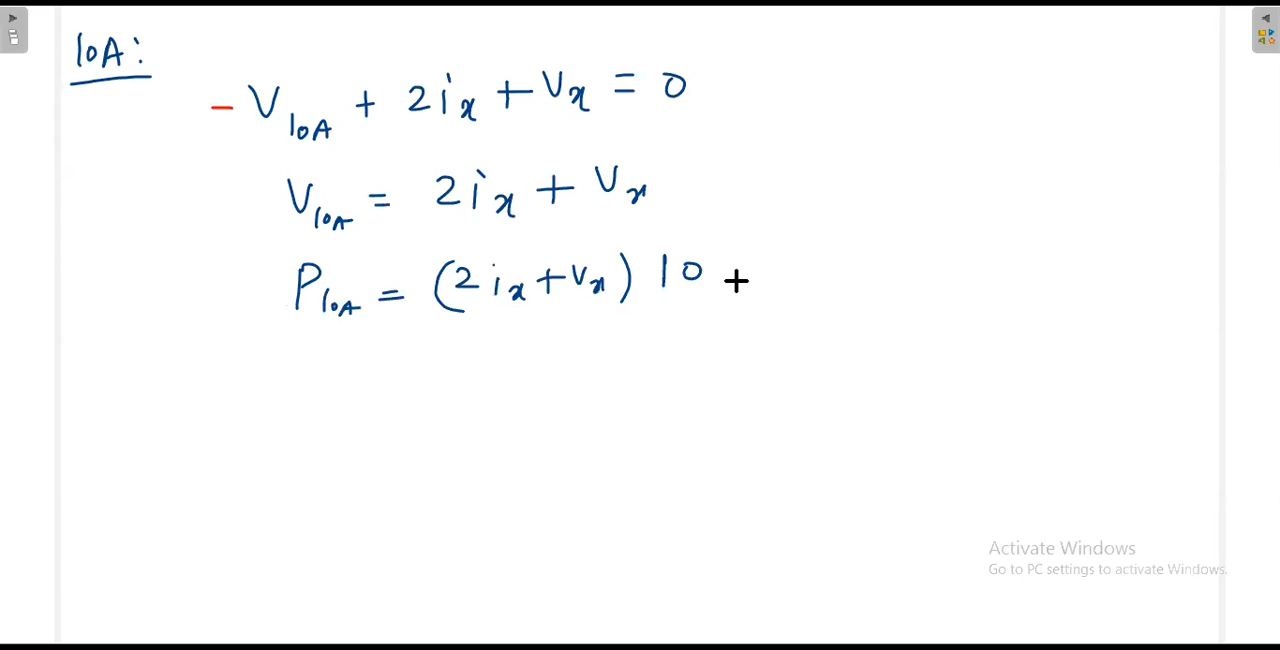 10A:
- V10A + 2ix + Vx = 0
V10A = 2ix + Vx
P10A = (2ix + Vx) 10
Activate Windows
Go to PC settings to activate Windows.